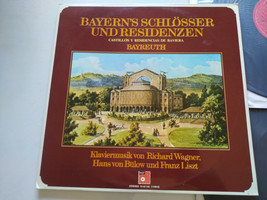 BAYERN'S SCHLÖSSER
UND RESIDENZEN
CASTILLOS Y RESIDENCIAS DE BAVIERA
BAYREUTH
Klaviermusik von Richard Wagner,
Hans von Bülow und Franz Liszt